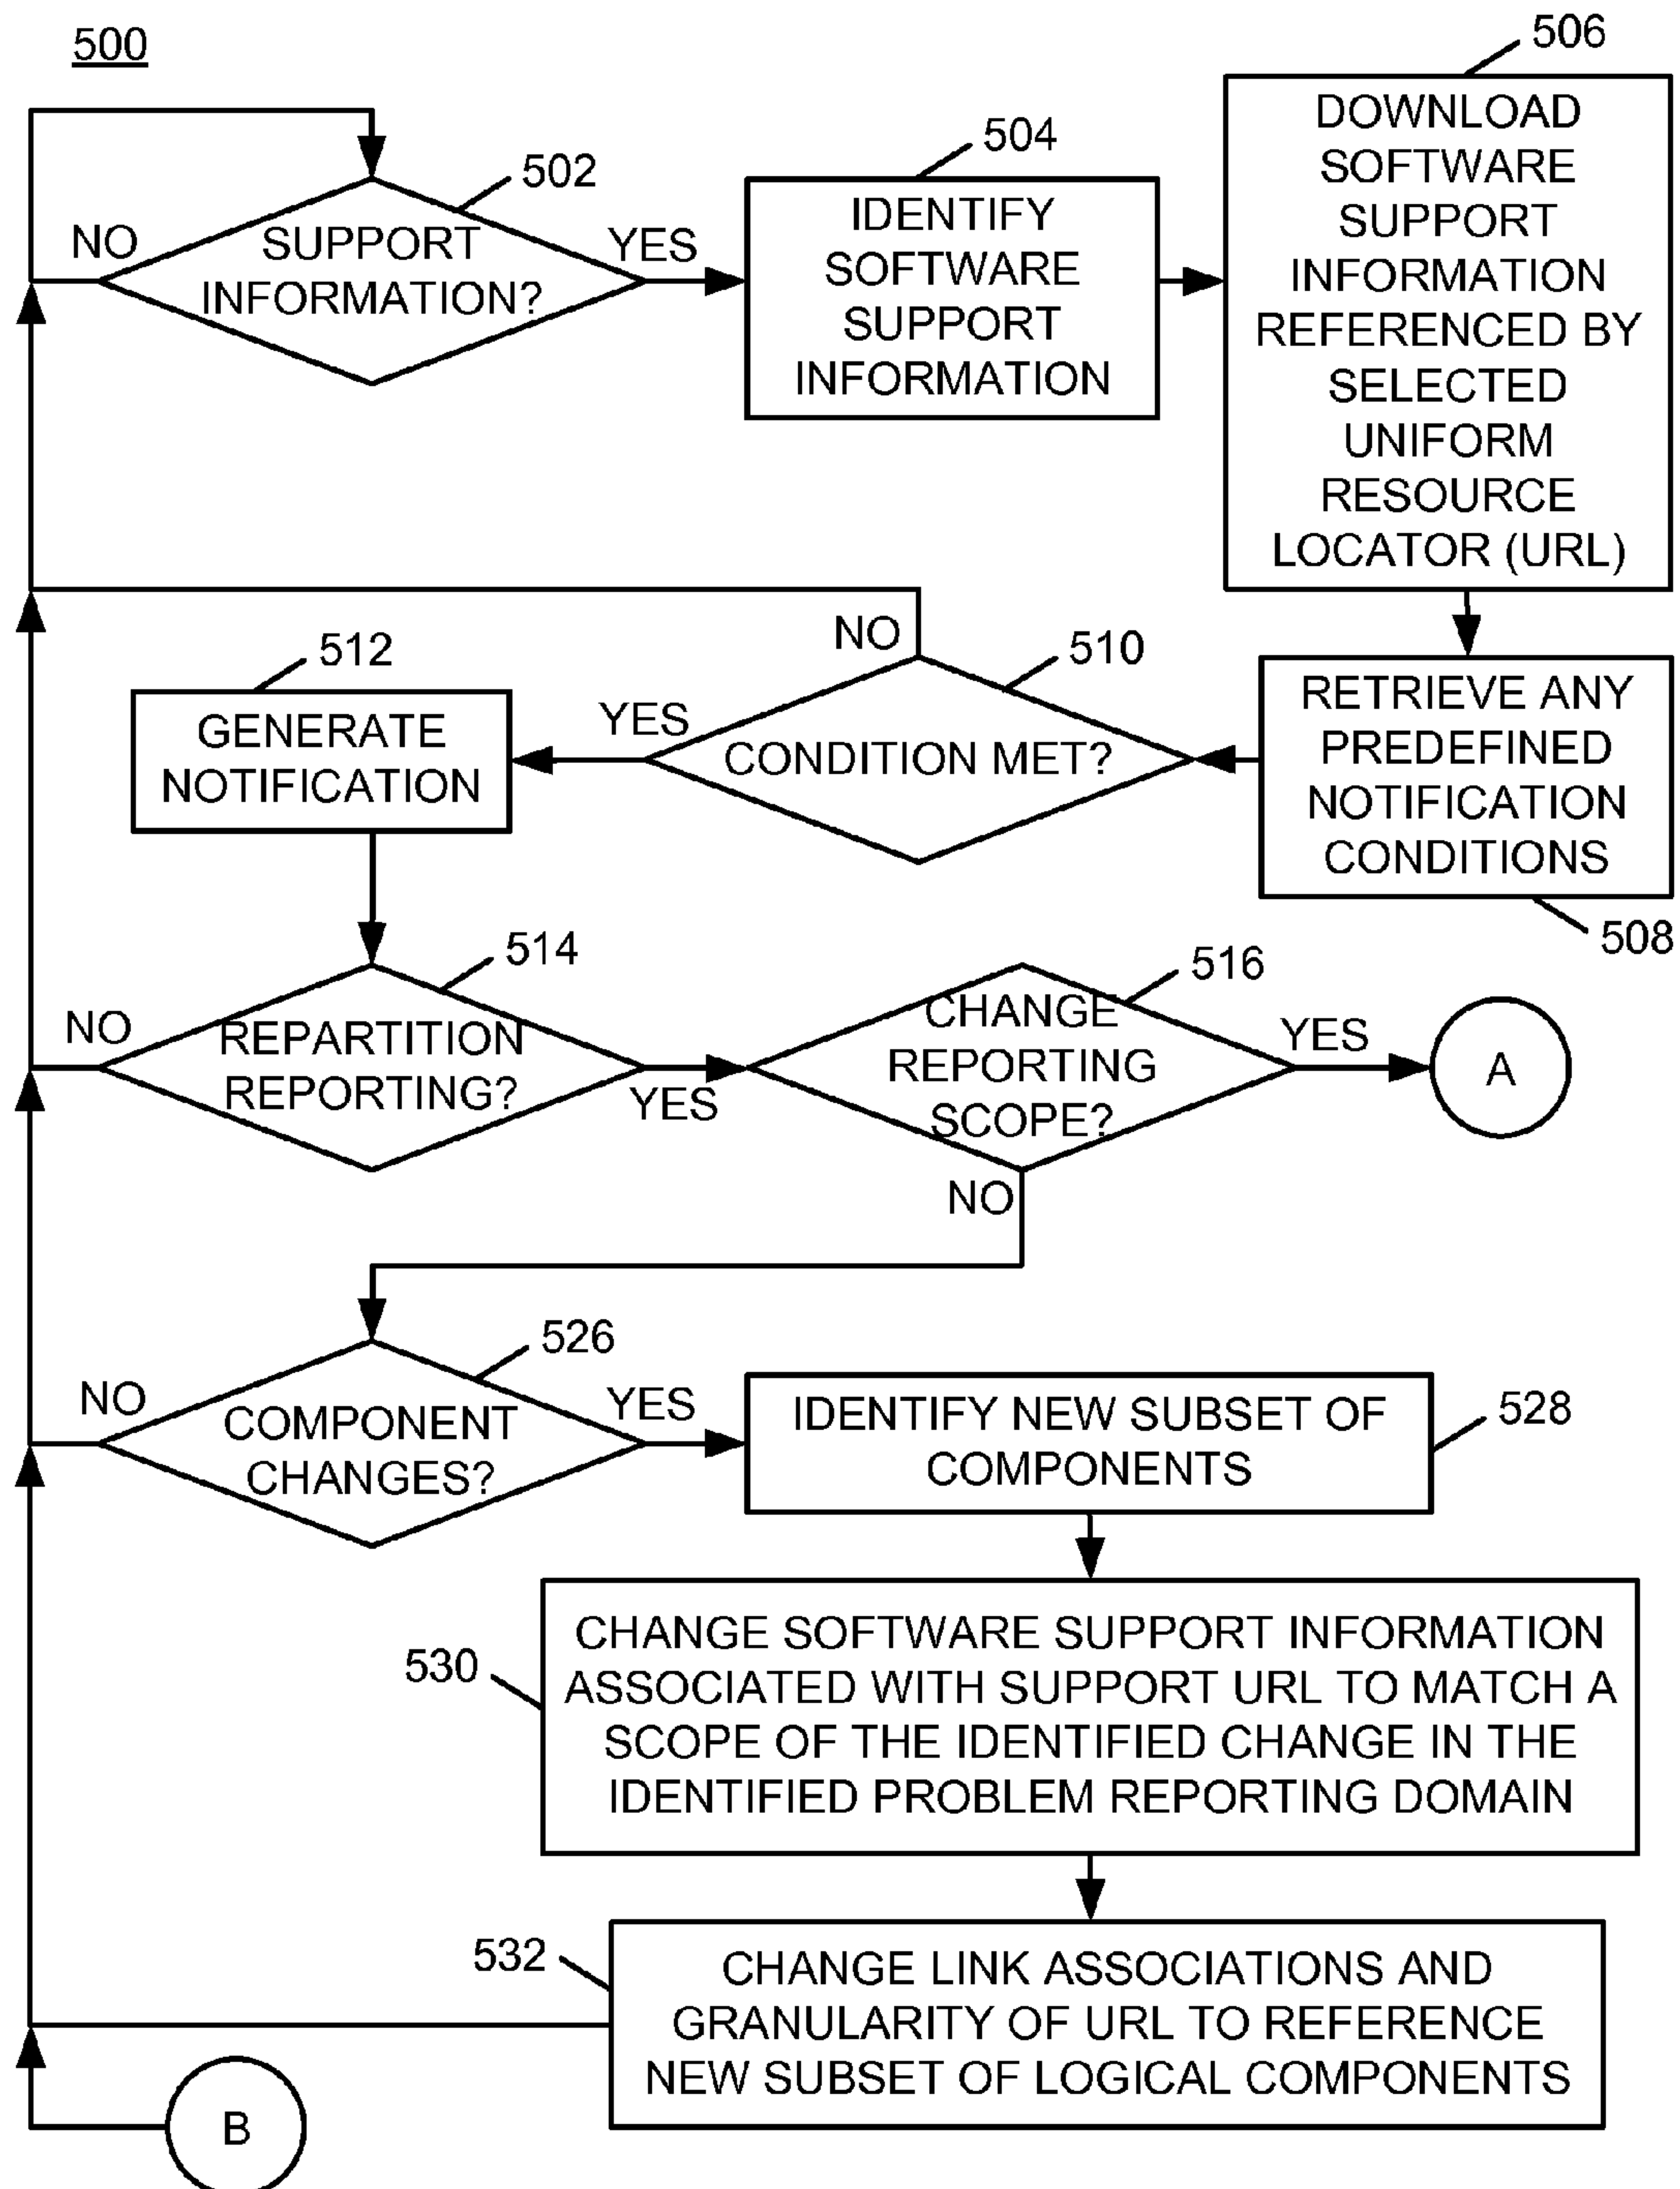 500
506
DOWNLOAD
SOFTWARE
SUPPORT
INFORMATION
REFERENCED BY
SELECTED
UNIFORM
RESOURCE
LOCATOR (URL)
504
IDENTIFY
SOFTWARE
SUPPORT
INFORMATION
502
NO
SUPPORT
INFORMATION?
YES
512
GENERATE
NOTIFICATION
NO
510
YES
CONDITION MET?
RETRIEVE ANY
PREDEFINED
NOTIFICATION
CONDITIONS
508
514
NO
REPARTITION
REPORTING?
YES
516
CHANGE
REPORTING
SCOPE?
YES
A
NO
526
NO
COMPONENT
CHANGES?
YES
IDENTIFY NEW SUBSET OF
COMPONENTS
528
530
CHANGE SOFTWARE SUPPORT INFORMATION
ASSOCIATED WITH SUPPORT URL TO MATCH A
SCOPE OF THE IDENTIFIED CHANGE IN THE
IDENTIFIED PROBLEM REPORTING DOMAIN
532
CHANGE LINK ASSOCIATIONS AND
GRANULARITY OF URL TO REFERENCE
NEW SUBSET OF LOGICAL COMPONENTS
B